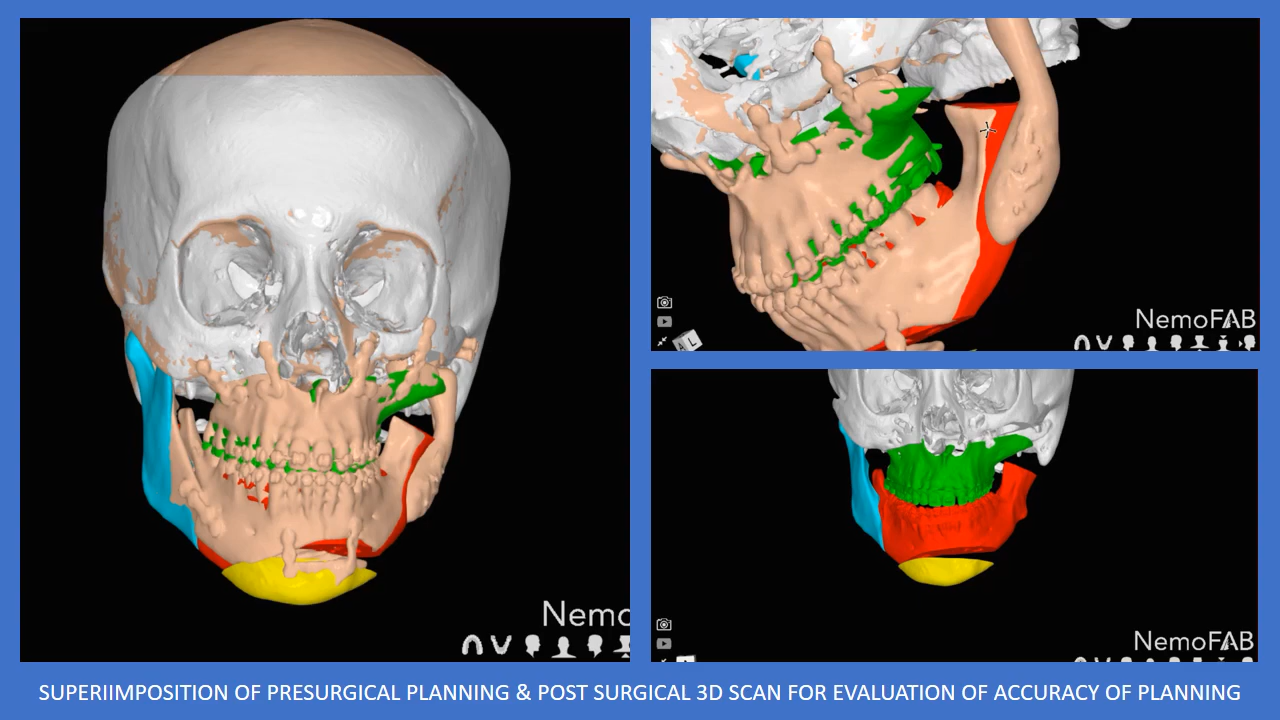 NemoFAB
A L
Nemo
NemoFAB
SUPERIIMPOSITION OF PRESURGICAL PLANNING & POST SURGICAL 3D SCAN FOR EVALUATION OF ACCURACY OF PLANNING